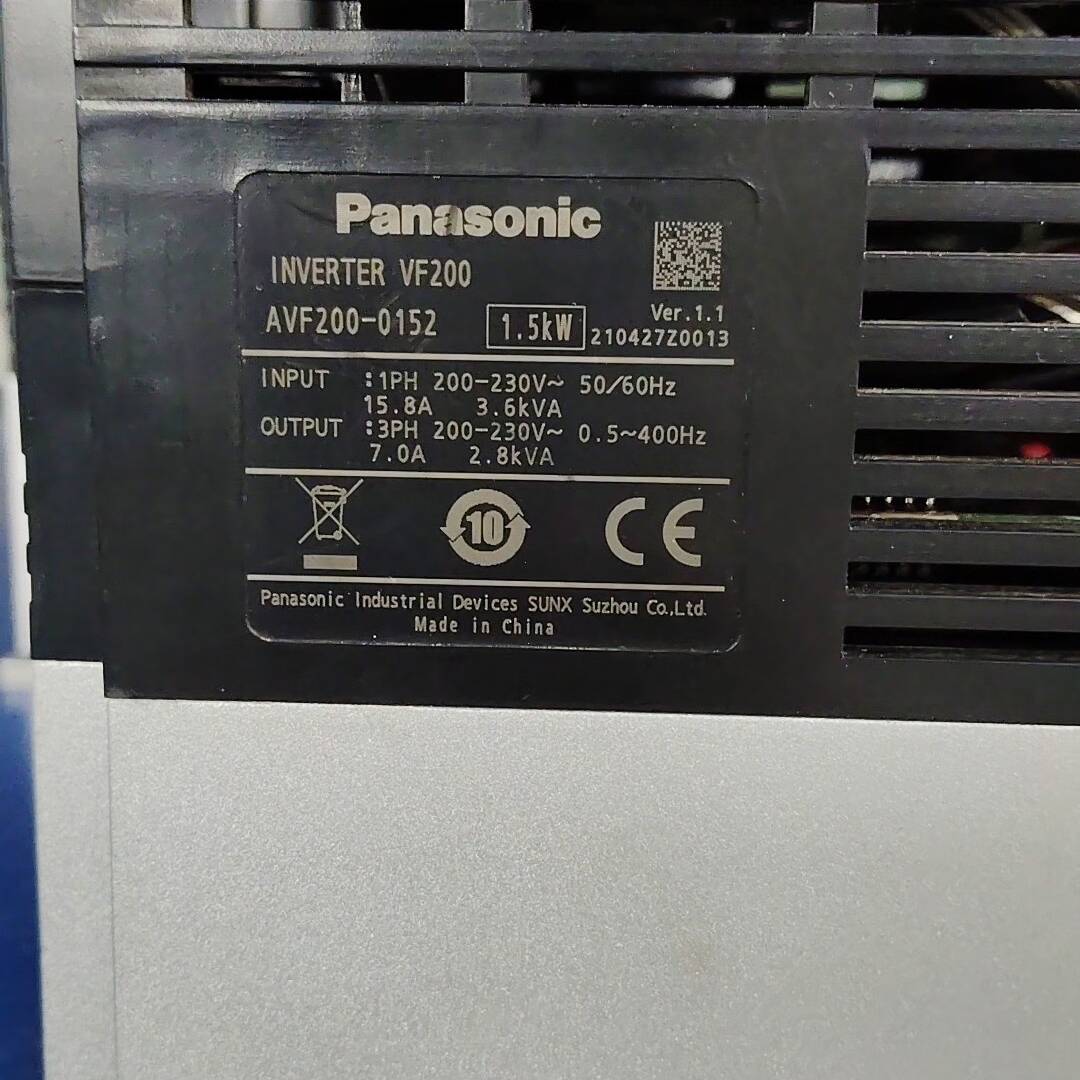 Panasonic
INVERTER VF200
AVF200-0152 1.5kW Ver.1.1
210427Z0013
INPUT :1PH 200-230V~ 50/60Hz
15.8A 3.6kVA
OUTPUT :3PH 200-230V~ 0.5~400Hz
7.0A 2.8kVA
10
CE
Panasonic Industrial Devices SUNX Suzhou Co.,Ltd.
Made in China